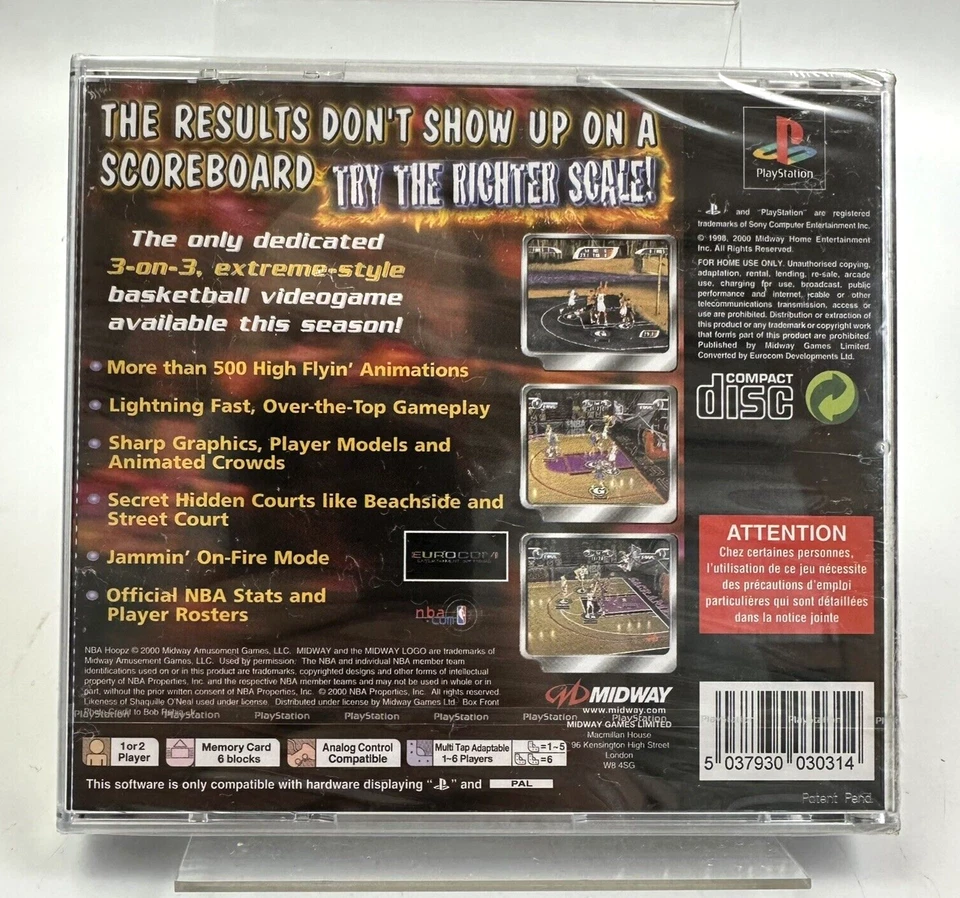 THE RESULTS DON'T SHOW UP ON A
SCOREBOARD TRY THE RICHTER SCALE!
The only dedicated
3-on-3, extreme-style
basketball videogame
available this season!
More than 500 High Flyin' Animations
Lightning Fast, Over-the-Top Gameplay
Sharp Graphics, Player Models and
Animated Crowds
Secret Hidden Courts like Beachside and
Street Court
Jammin' On-Fire Mode
Official NBA Stats and
Player Rosters
EUROCOM
nba
.com
PlayStation
and "PlayStation" are registered
trademarks of Sony Computer Entertainment Inc.
© 1998, 2000 Midway Home Entertainment
Inc. All Rights Reserved.
FOR HOME USE ONLY. Unauthorised copying,
adaptation, rental, lending, re-sale, arcade
use, charging for use, broadcast, public
performance and internet, cable or other
telecommunications transmission, access or
use are prohibited. Distribution or extraction of
this product or any trademark or copyright work
that forms part of this product are prohibited.
Published by Midway Games Limited.
Converted by Eurocom Developments Ltd.
COMPACT
disc
ATTENTION
Chez certaines personnes,
l'utilisation de ce jeu nécessite
des précautions d'emploi
particulières qui sont détaillées
dans la notice jointe
NBA Hoopz © 2000 Midway Amusement Games, LLC. MIDWAY and the MIDWAY LOGO are trademarks of
Midway Amusement Games, LLC. Used by permission. The NBA and individual NBA member team
identifications used on or in this product are trademarks, copyrighted designs and other forms of intellectual
property of NBA Properties, Inc. and the respective NBA member teams and may not be used in whole or in
part, without the prior written consent of NBA Properties, Inc. © 2000 NBA Properties, Inc. All rights reserved.
Likeness of Shaquille O'Neal used under license. Distributed under license by Midway Games Ltd. Box Front
Credit to Bob
PlayStation PlayStation PlayStation PlayStation PlayStation PlayStation PlayStation
MIDWAY
www.midway.com
MIDWAY GAMES LIMITED
Macmillan House
96 Kensington High Street
London
W8 4SG
5 037930 030314
1 or 2
Player
Memory Card
6 blocks
Analog Control
Compatible
Multi Tap Adaptable
1~6 Players
=1~5
=6
This software is only compatible with hardware displaying " " and PAL
Patent Pend.